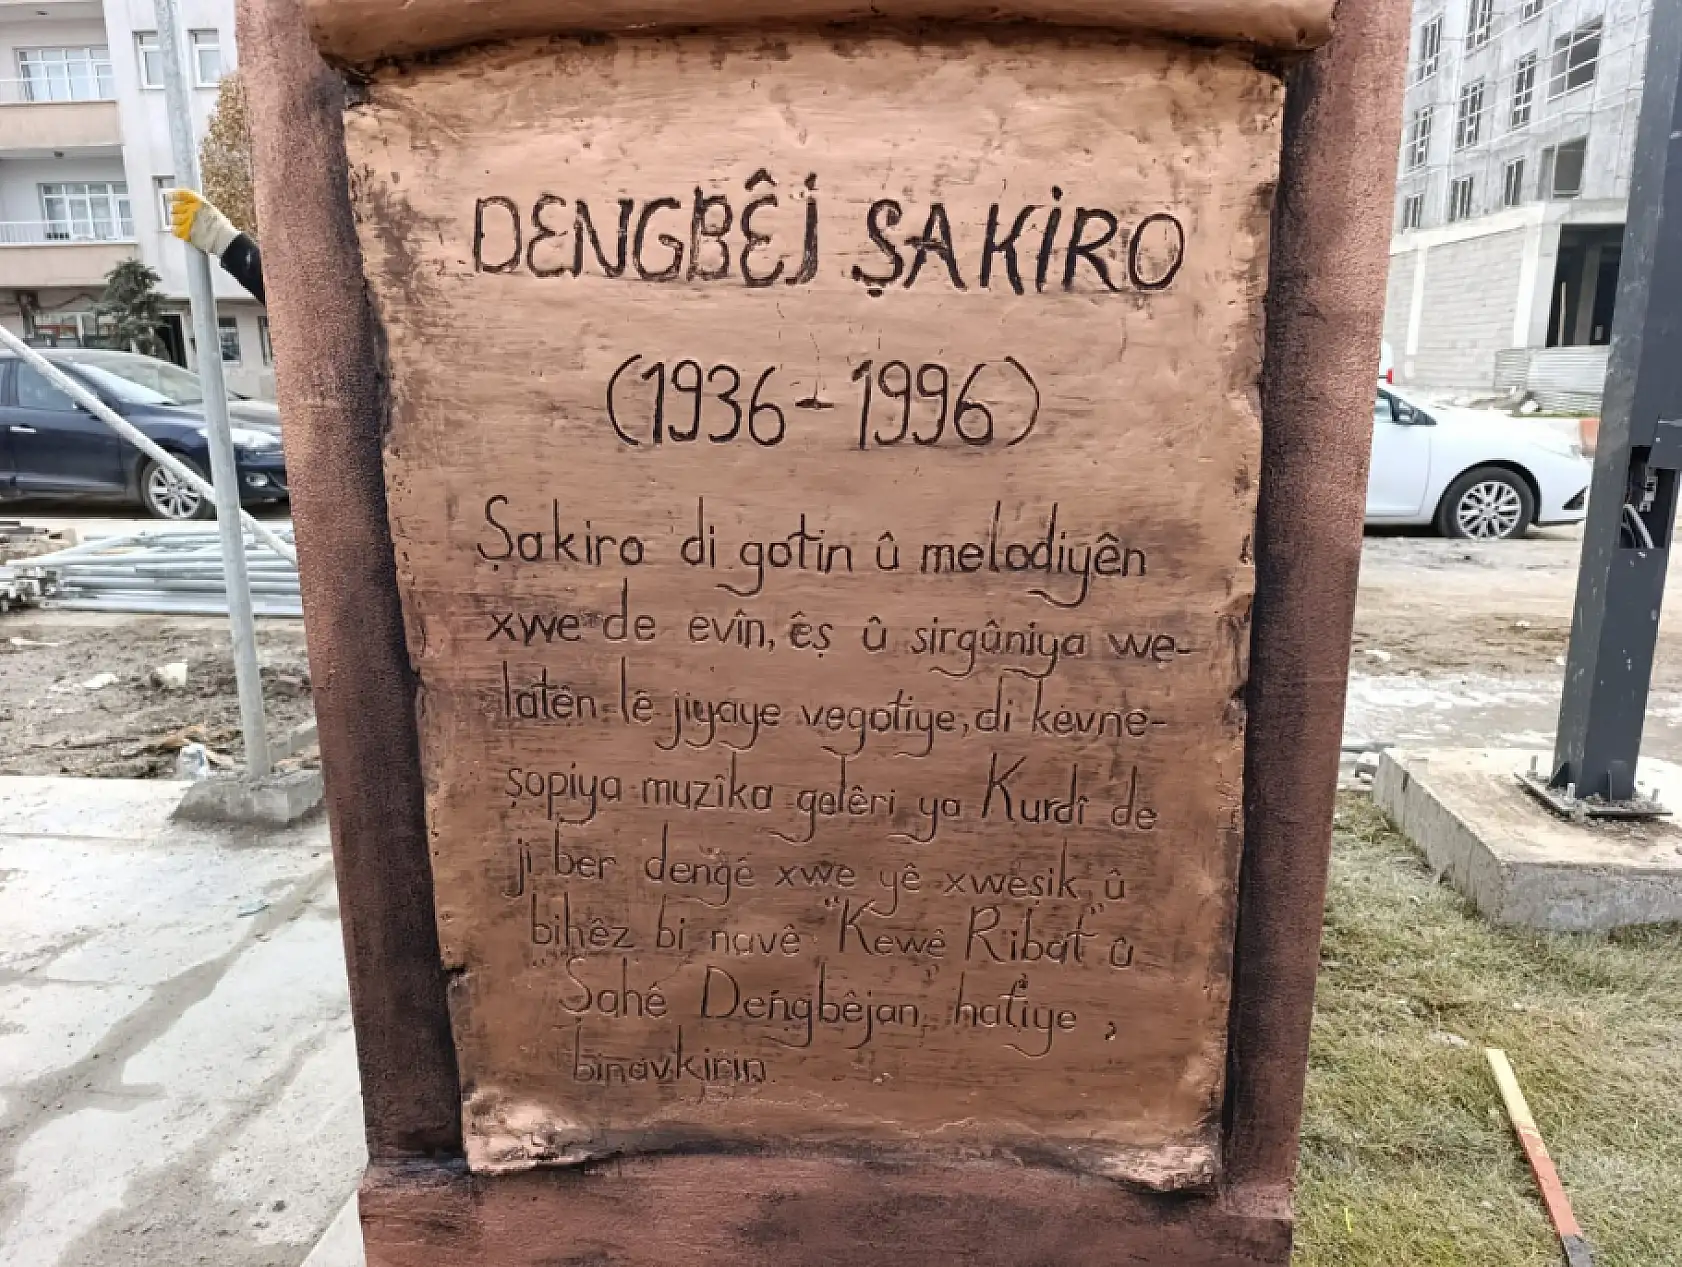 DENGBÊJ ŞAKİRO
(1936-1996)
Şakiro di gotin û melodiyên
xwe de evîn, êş û sirgûniya we-
latên lê jiyaye vegotiye, di kevne-
şopiya muzîka gelêri ya Kurdî de
ji ber dengê xwe yê xweşik û
bihêz bi navê "Kewê Ribat" û
"Şahê Dengbêjan" hatiye
binavkirin.